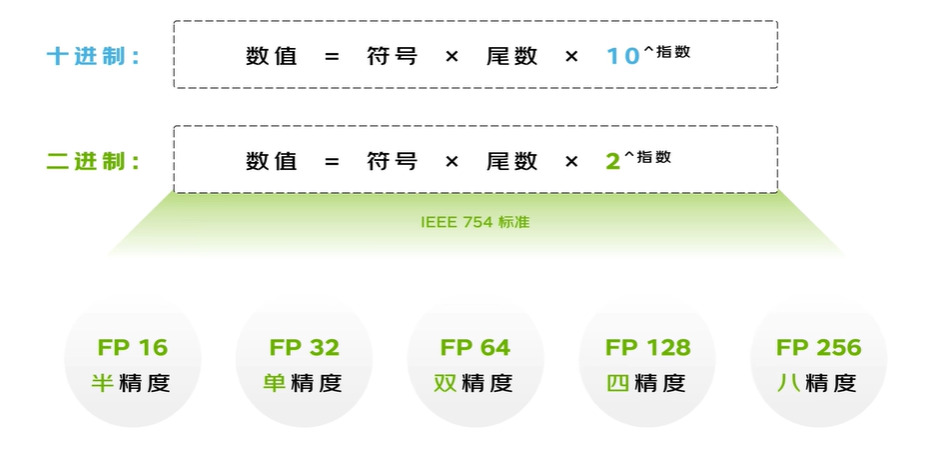 十进制： 数值 = 符号 × 尾数 × 10^指数
二进制： 数值 = 符号 × 尾数 × 2^指数
IEEE 754 标准
FP 16 FP 32 FP 64 FP 128 FP 256
半精度 单精度 双精度 四精度 八精度